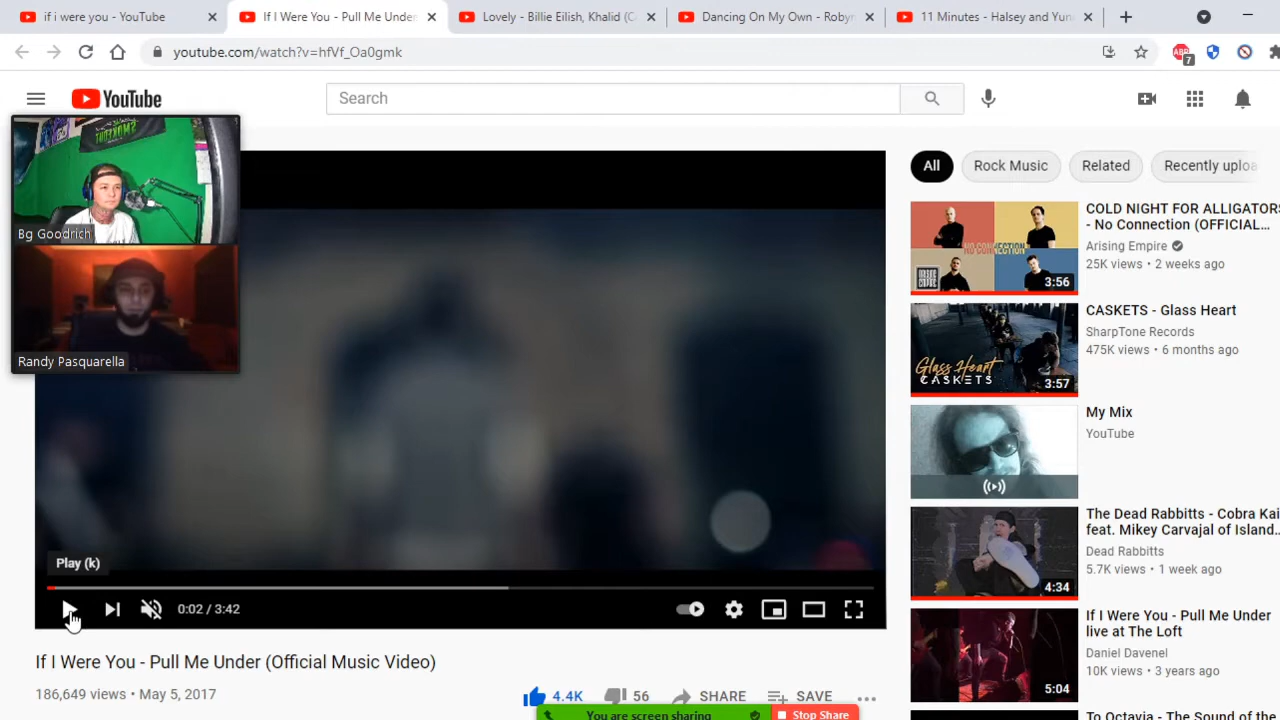 if i were you - YouTube
If I Were You - Pull Me Under
Lovely - Billie Eilish, Khalid (C
Dancing On My Own - Robyn
11 Minutes - Halsey and Yun
youtube.com/watch?v=hfVf_Oa0gmk
7
YouTube
Search
All
Rock Music
Related
Recently uploa
SMOKEOUT
Bg Goodrich
Randy Pasquarella
Play (k)
0:02 / 3:42
If I Were You - Pull Me Under (Official Music Video)
186,649 views • May 5, 2017
4.4K
56
SHARE
SAVE
You are screen sharing
Stop Share
NO CONNECTION
3:56
COLD NIGHT FOR ALLIGATORS
- No Connection (OFFICIAL...
Arising Empire
25K views • 2 weeks ago
Glass Heart
CASKETS
3:57
CASKETS - Glass Heart
SharpTone Records
475K views • 6 months ago
My Mix
YouTube
4:34
The Dead Rabbitts - Cobra Kai
feat. Mikey Carvajal of Island...
Dead Rabbitts
5.7K views • 1 week ago
5:04
If I Were You - Pull Me Under
live at The Loft
Daniel Davenel
10K views • 3 years ago
To Octavia - The Sound of the